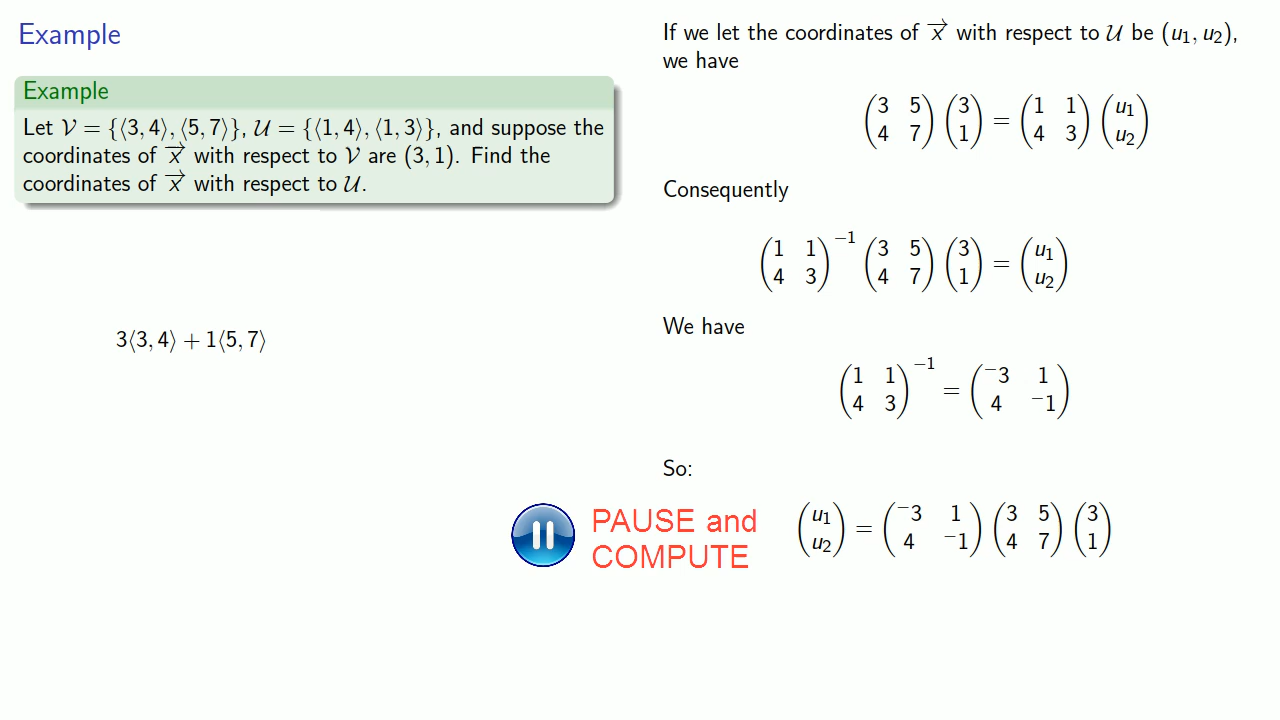 Example
Example
Let 𝒱 = {⟨3, 4⟩, ⟨5, 7⟩}, 𝒰 = {⟨1, 4⟩, ⟨1, 3⟩}, and suppose the
coordinates of x⃗ with respect to 𝒱 are (3, 1). Find the
coordinates of x⃗ with respect to 𝒰.
3⟨3, 4⟩ + 1⟨5, 7⟩
If we let the coordinates of x⃗ with respect to 𝒰 be (u₁, u₂),
we have
(3 5; 4 7) (3; 1) = (1 1; 4 3) (u₁; u₂)
Consequently
(1 1; 4 3)⁻¹ (3 5; 4 7) (3; 1) = (u₁; u₂)
We have
(1 1; 4 3)⁻¹ = (⁻3 1; 4 ⁻1)
So:
(u₁; u₂) = (⁻3 1; 4 ⁻1) (3 5; 4 7) (3; 1)
PAUSE and
COMPUTE